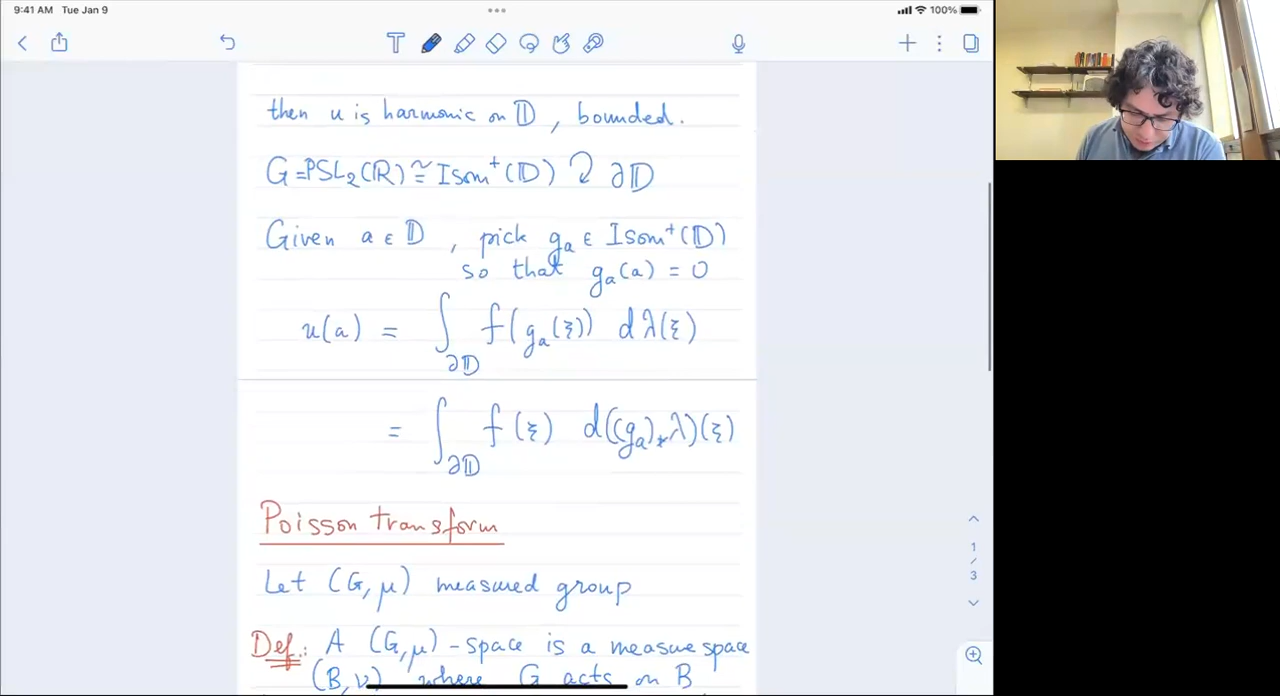 9:41 AM Tue Jan 9
100%
then u is harmonic on 𝔻, bounded.
G = PSL₂(ℝ) ≅ Isom⁺(𝔻) ↷ ∂𝔻
Given a ∈ 𝔻, pick gₐ ∈ Isom⁺(𝔻)
so that gₐ(a) = 0
u(a) = ∫_∂𝔻 f(gₐ(ξ)) dλ(ξ)
= ∫_∂𝔻 f(ξ) d((gₐ)_*λ)(ξ)
Poisson transform
Let (G, μ) measured group
Def.: A (G, μ)-space is a measure space
(B, ν) where G acts on B
1
/
3